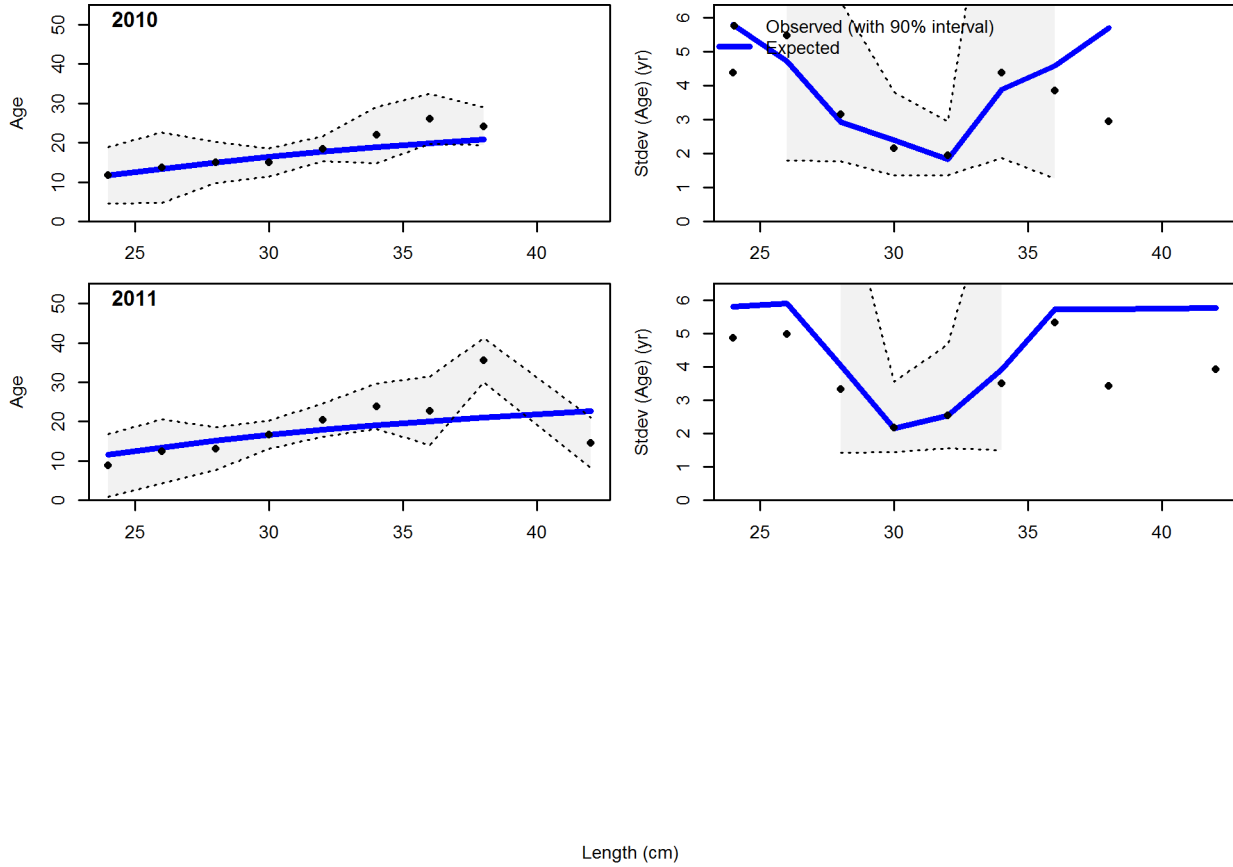 2010
Age
0 10 20 30 40 50
25 30 35 40
Observed (with 90% interval)
Expected
Stdev (Age) (yr)
0 1 2 3 4 5 6
25 30 35 40
2011
Age
0 10 20 30 40 50
25 30 35 40
Stdev (Age) (yr)
0 1 2 3 4 5 6
25 30 35 40
Length (cm)